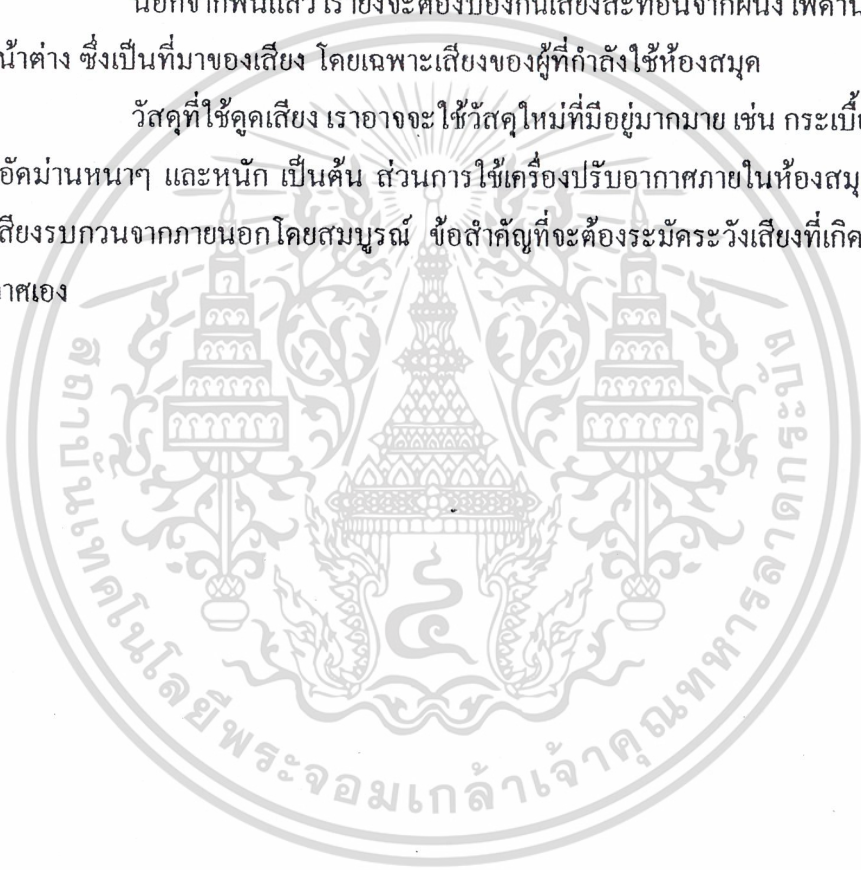 นอกจากพื้นแล้ว เรายังจะต้องป้องกันเสียงสะท้อนจากผนัง เพดาน
น้าต่าง ซึ่งเป็นที่มาของเสียง โดยเฉพาะเสียงของผู้ที่กำลังใช้ห้องสมุด
วัสดุที่ใช้ดูดเสียง เราอาจจะใช้วัสดุใหม่ที่มีอยู่มากมาย เช่น กระเบื้
อัดม่านหนาๆ และหนัก เป็นต้น ส่วนการใช้เครื่องปรับอากาศภายในห้องสมุ
สียงรบกวนจากภายนอกโดยสมบูรณ์ ข้อสำคัญที่จะต้องระมัดระวังเสียงที่เกิด
าศเอง
สถาบันเทคโนโลยีพระจอมเกล้าเจ้าคุณทหารลาดกระบัง